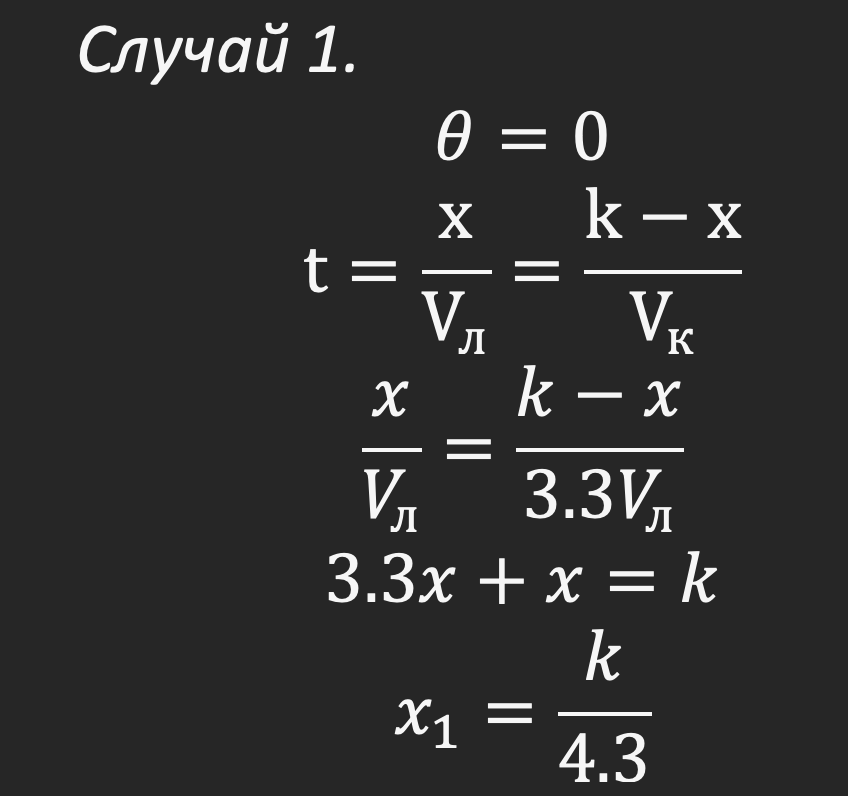 Случай 1.
θ = 0
t = x/Vл = (k − x)/Vк
x/Vл = (k − x)/3.3Vл
3.3x + x = k
x₁ = k/4.3